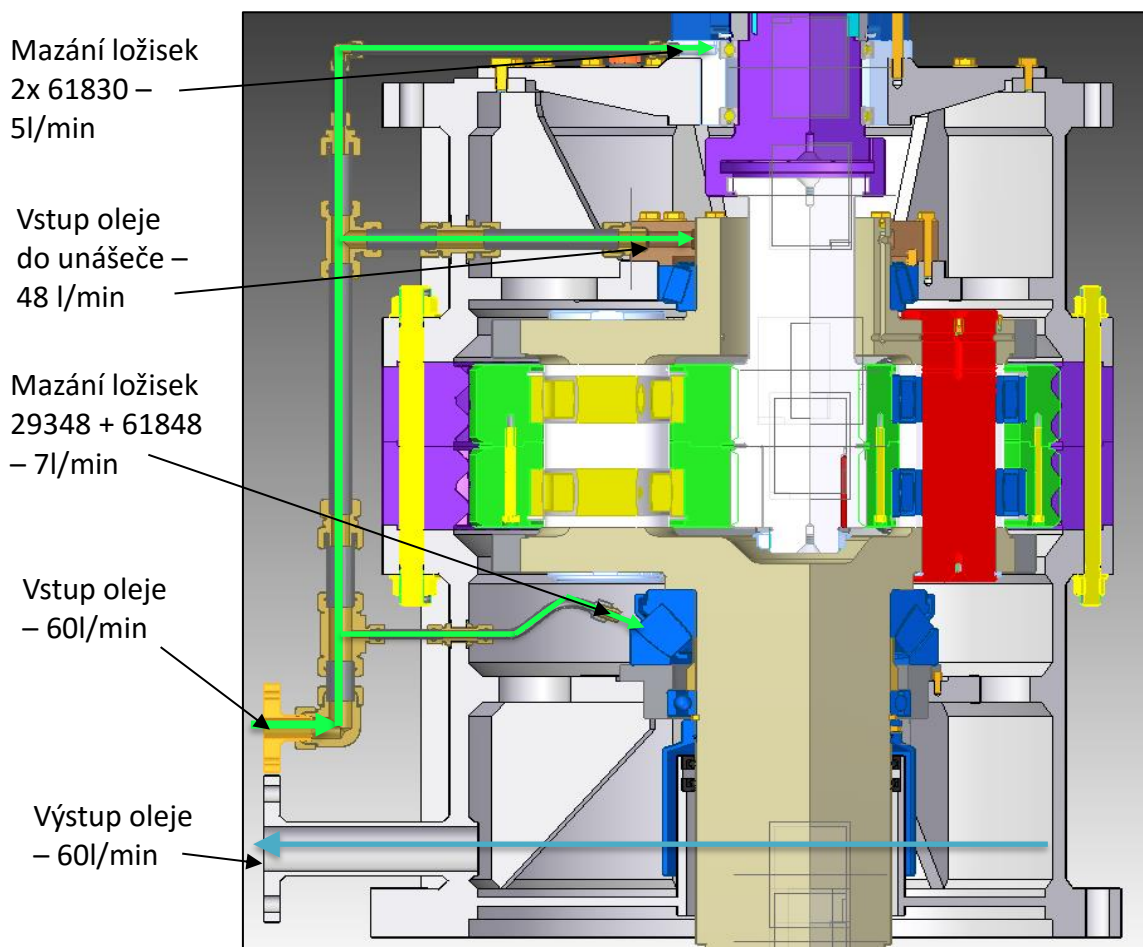 Mazání ložisek
2x 61830 –
5l/min
Vstup oleje
do unášeče –
48 l/min
Mazání ložisek
29348 + 61848
– 7l/min
Vstup oleje
– 60l/min
Výstup oleje
– 60l/min